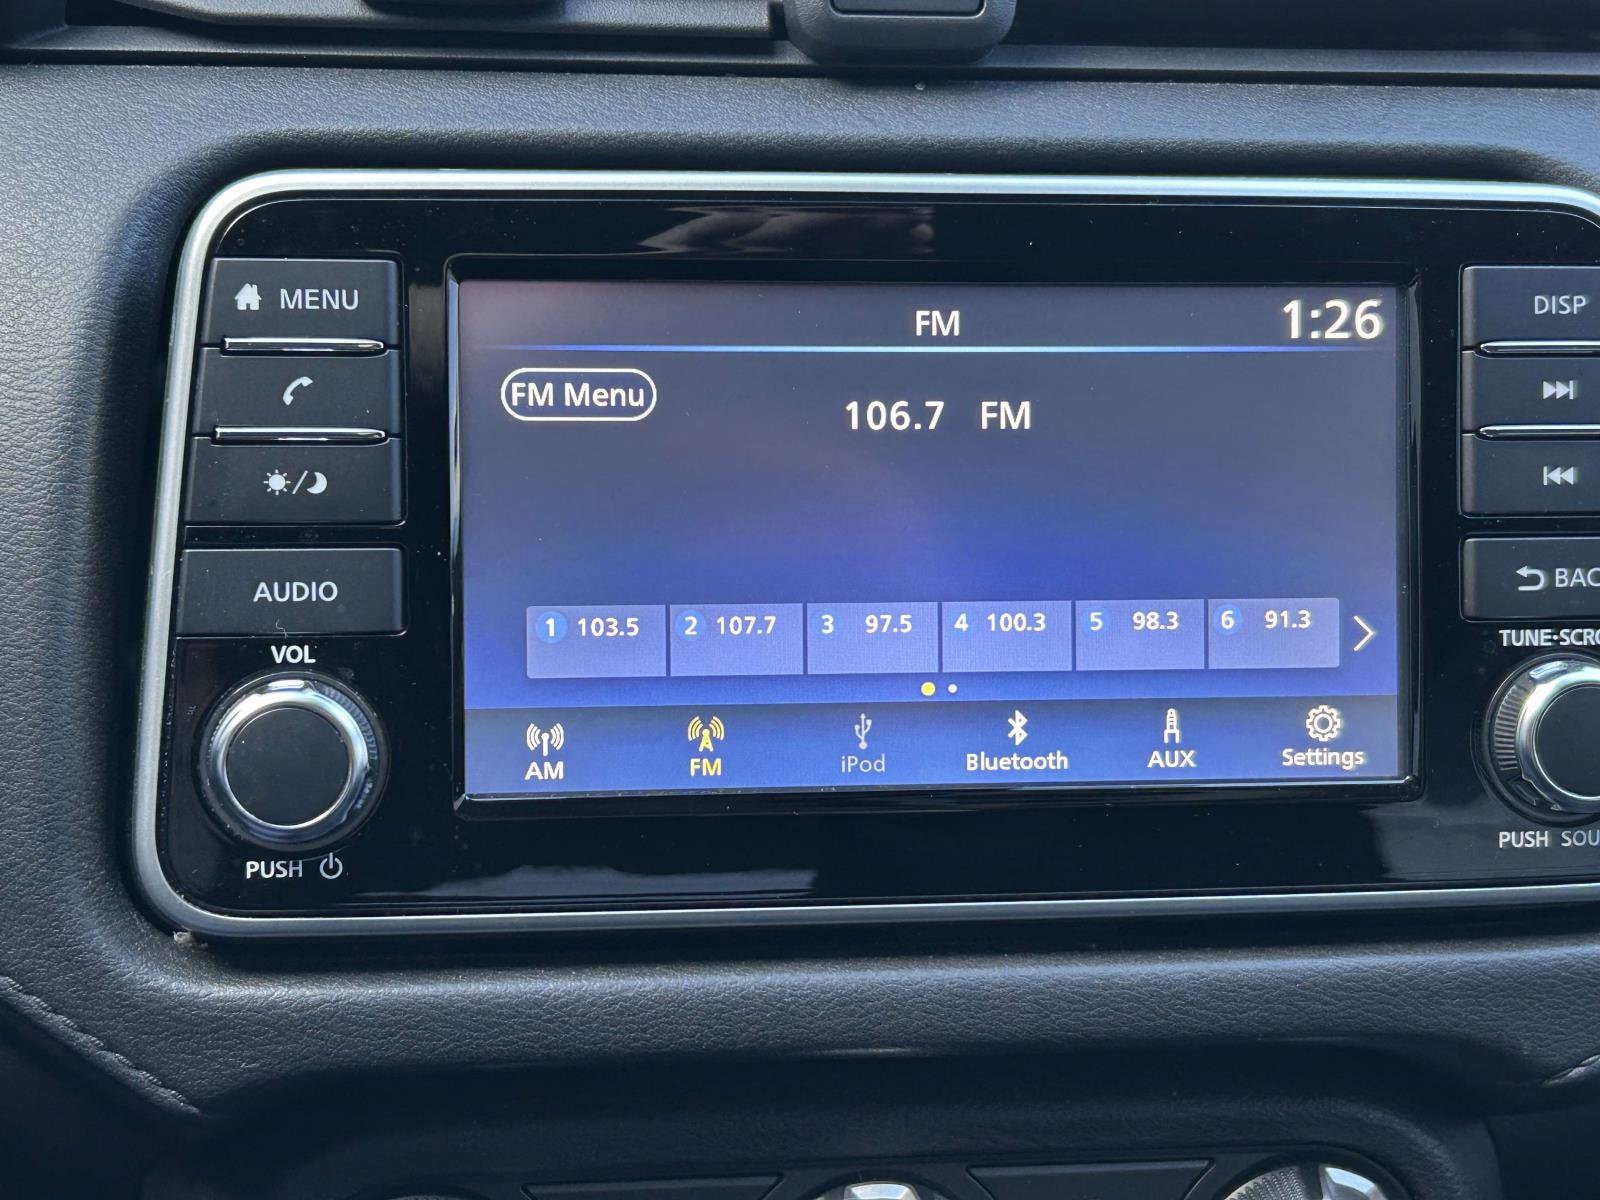 MENU
AUDIO
VOL
PUSH
FM
1:26
FM Menu
106.7 FM
1 103.5
2 107.7
3 97.5
4 100.3
5 98.3
6 91.3
AM
FM
iPod
Bluetooth
AUX
Settings
DISP
BAC
TUNE·SCRO
PUSH SOU